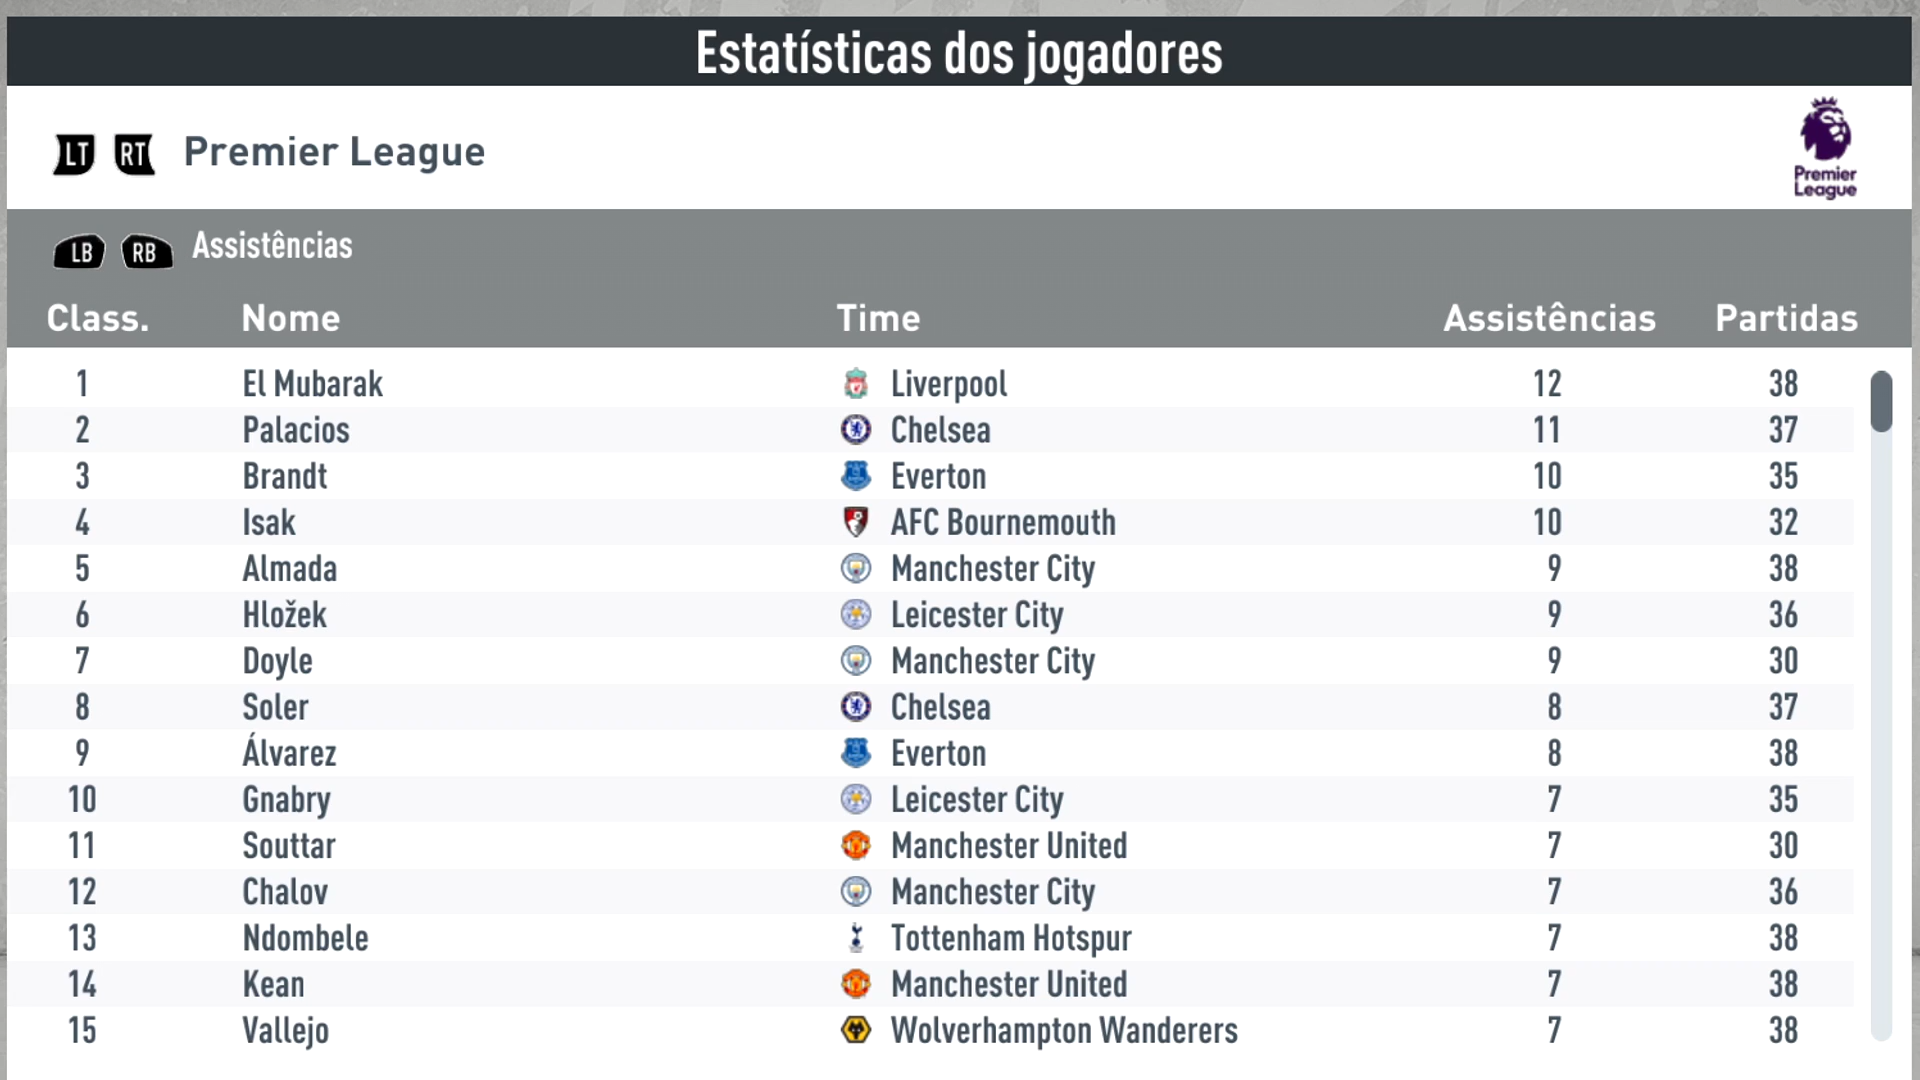 Estatísticas dos jogadores
LT RT Premier League
Premier
League
LB RB Assistências
Class. Nome Time Assistências Partidas
1 El Mubarak Liverpool 12 38
2 Palacios Chelsea 11 37
3 Brandt Everton 10 35
4 Isak AFC Bournemouth 10 32
5 Almada Manchester City 9 38
6 Hložek Leicester City 9 36
7 Doyle Manchester City 9 30
8 Soler Chelsea 8 37
9 Álvarez Everton 8 38
10 Gnabry Leicester City 7 35
11 Souttar Manchester United 7 30
12 Chalov Manchester City 7 36
13 Ndombele Tottenham Hotspur 7 38
14 Kean Manchester United 7 38
15 Vallejo Wolverhampton Wanderers 7 38